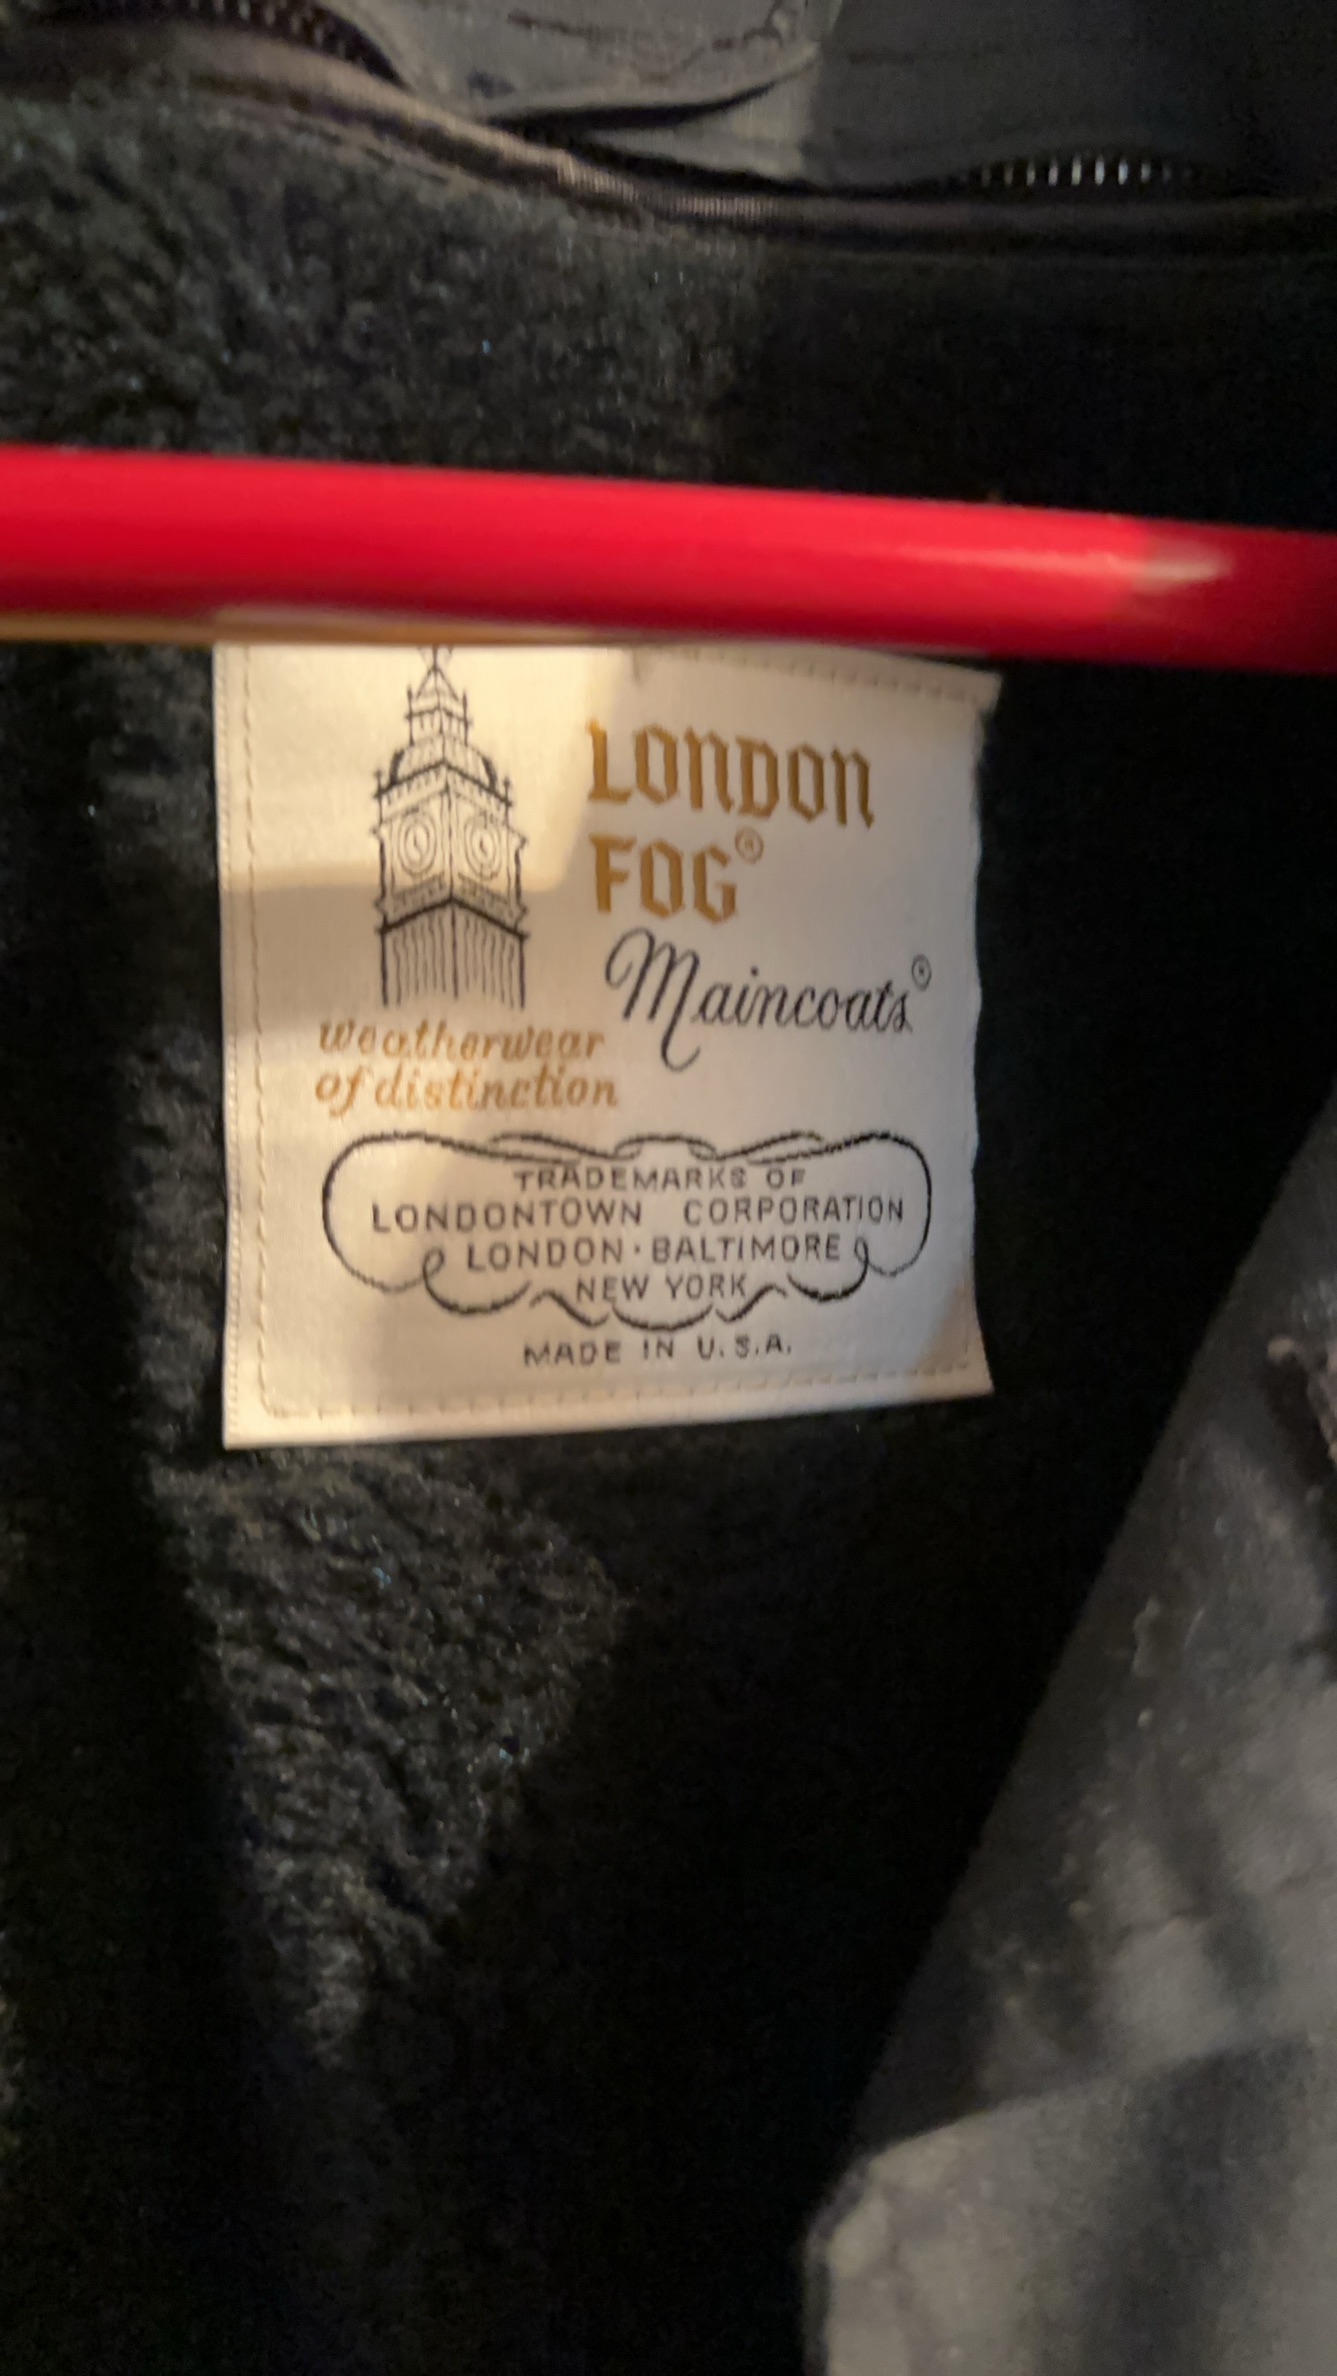 LONDON
FOG®
Maincoats®
weatherwear
of distinction
TRADEMARKS OF
LONDONTOWN CORPORATION
LONDON · BALTIMORE
NEW YORK
MADE IN U.S.A.